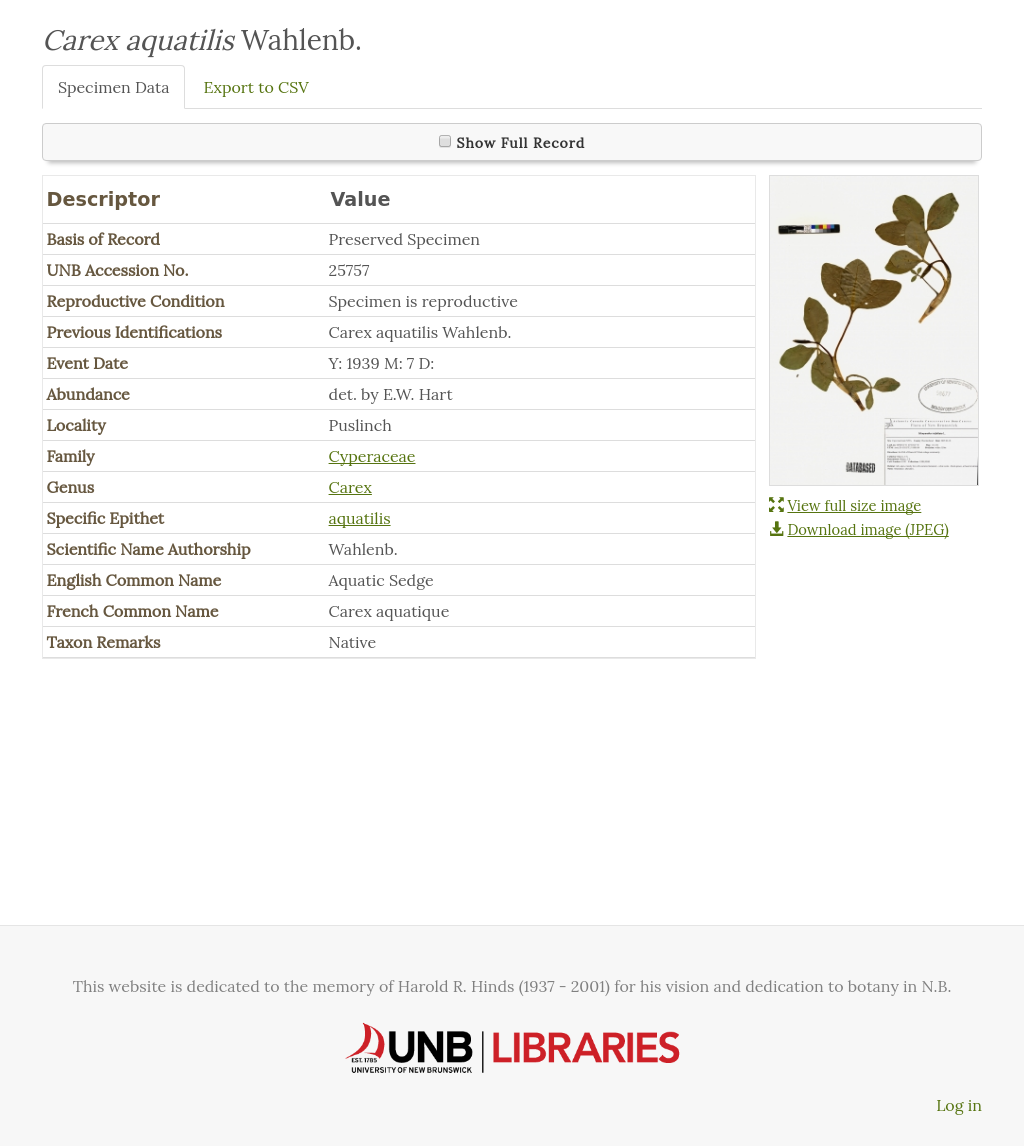 Carex aquatilis Wahlenb.
Specimen Data
Export to CSV
Show Full Record
Descriptor Value
Basis of Record Preserved Specimen
UNB Accession No. 25757
Reproductive Condition Specimen is reproductive
Previous Identifications Carex aquatilis Wahlenb.
Event Date Y: 1939 M: 7 D:
Abundance det. by E.W. Hart
Locality Puslinch
Family Cyperaceae
Genus Carex
Specific Epithet aquatilis
Scientific Name Authorship Wahlenb.
English Common Name Aquatic Sedge
French Common Name Carex aquatique
Taxon Remarks Native
DATABASED
View full size image
Download image (JPEG)
This website is dedicated to the memory of Harold R. Hinds (1937 - 2001) for his vision and dedication to botany in N.B.
EST. 1785 UNB LIBRARIES
UNIVERSITY OF NEW BRUNSWICK
Log in